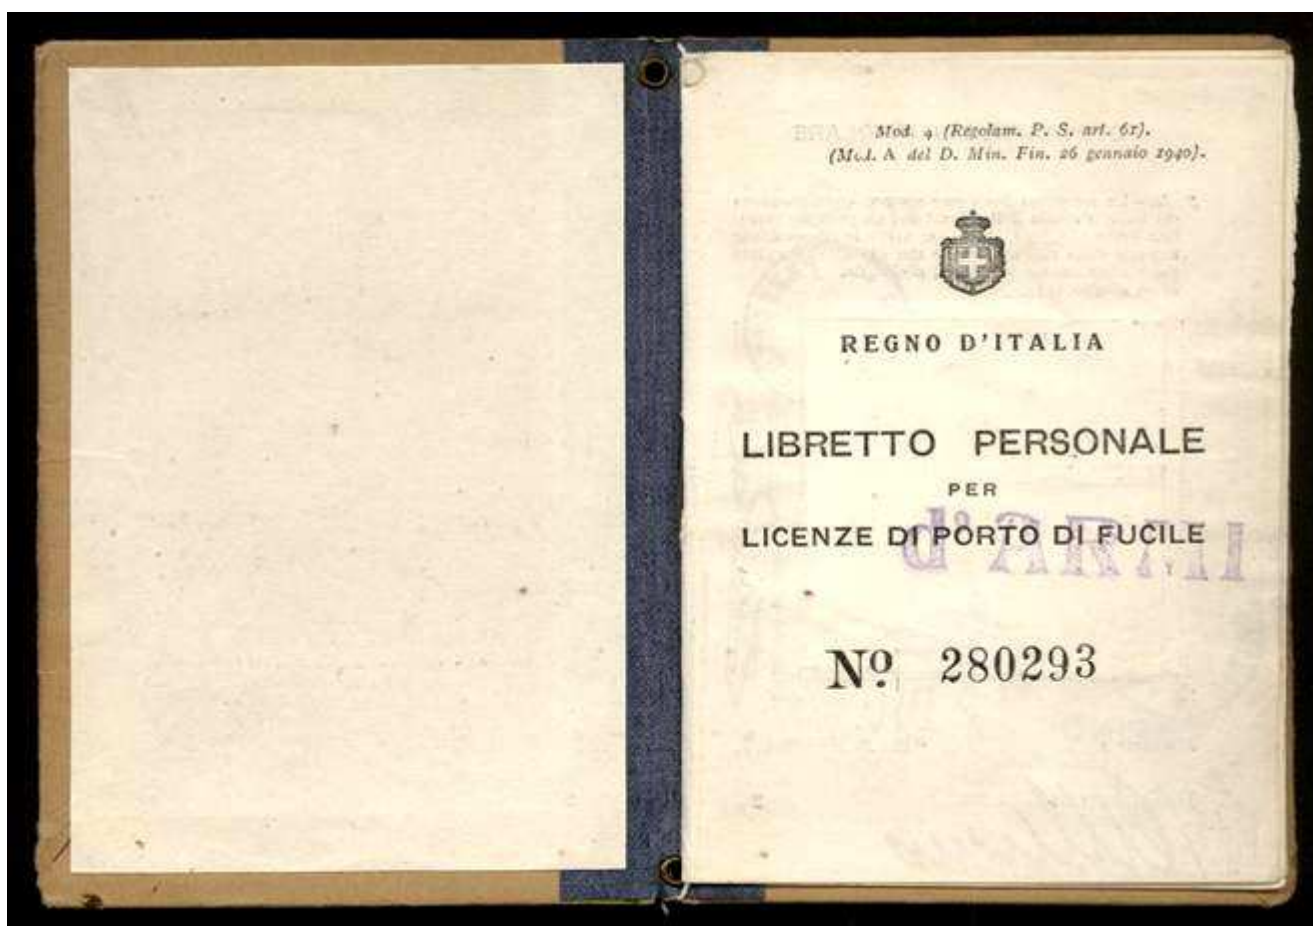 Mod. 4 (Regolam. P. S. art. 61).
(Mod. A del D. Min. Fin. 26 gennaio 1940).
REGNO D'ITALIA
LIBRETTO PERSONALE
PER
LICENZE DI PORTO DI FUCILE
Nº 280293